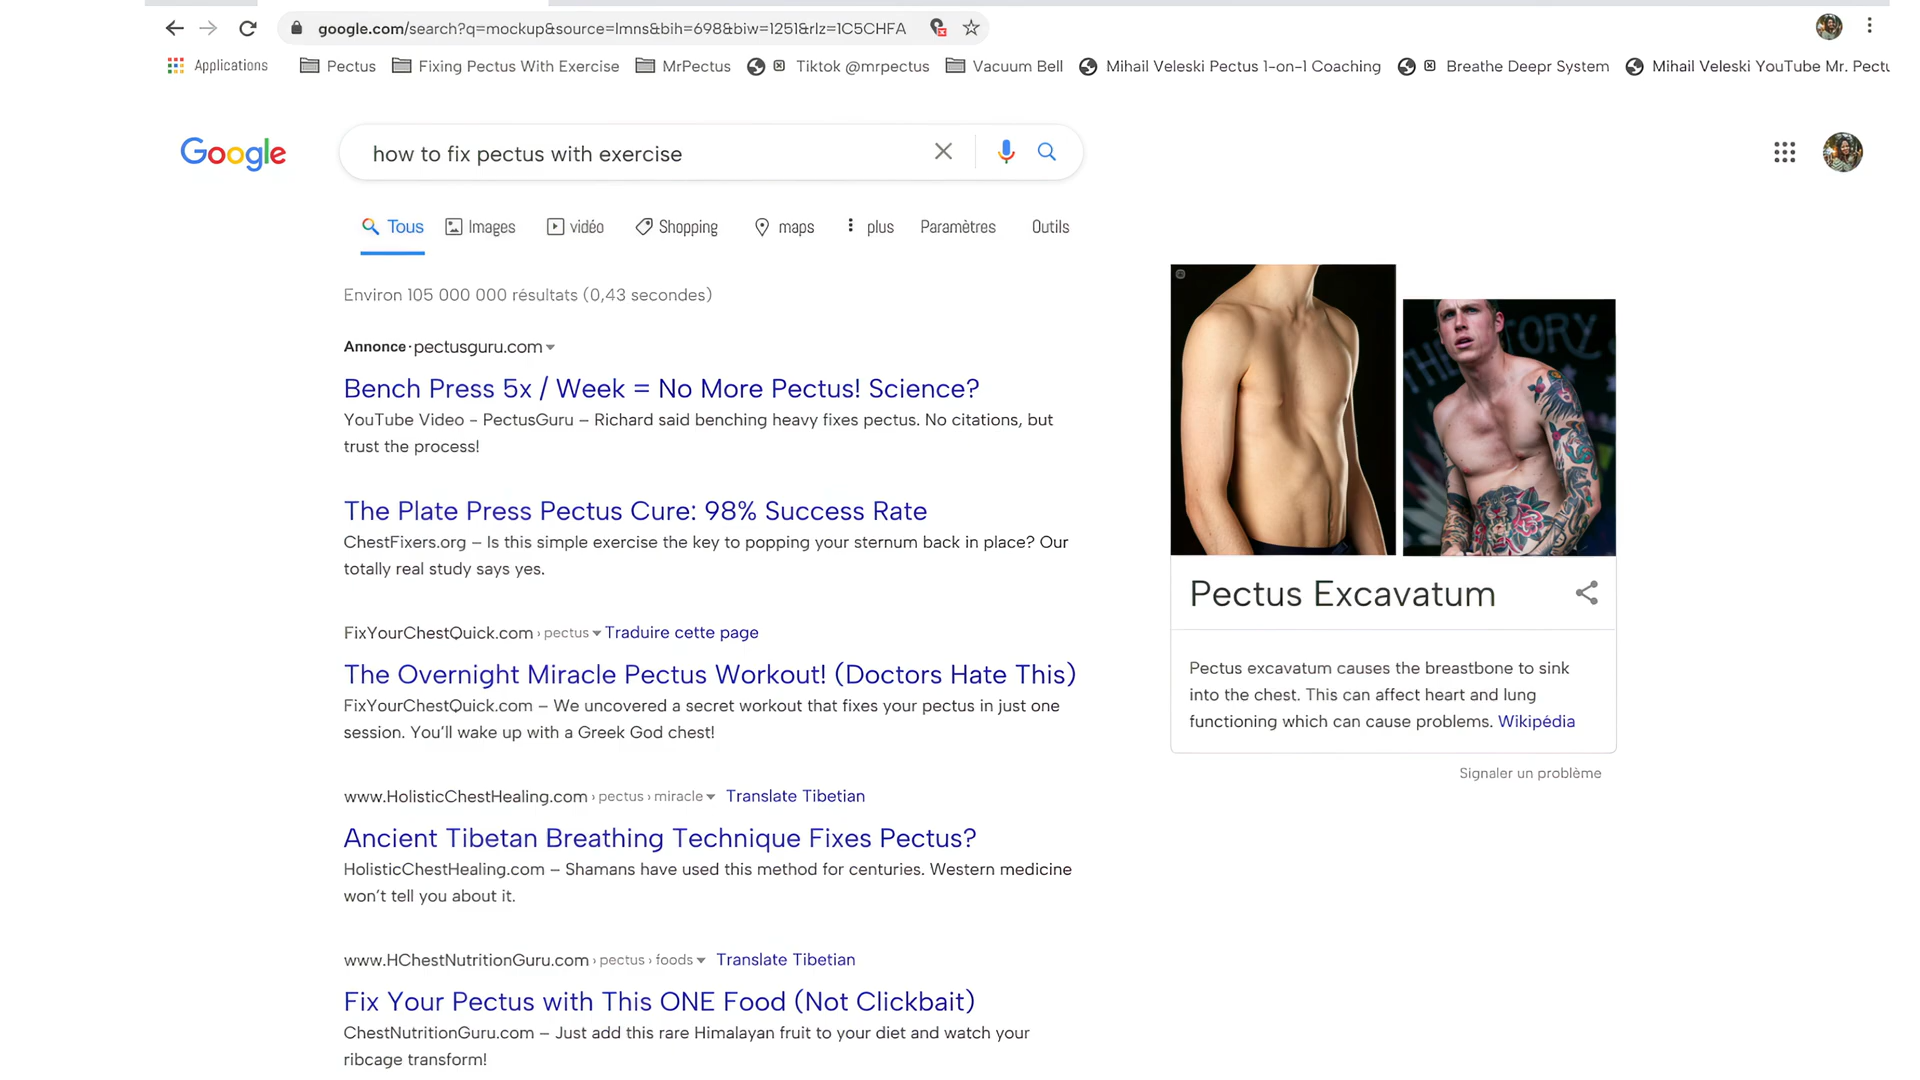 google.com/search?q=mockup&source=lmns&bih=698&biw=1251&rlz=1C5CHFA
Applications Pectus Fixing Pectus With Exercise MrPectus Tiktok @mrpectus Vacuum Bell Mihail Veleski Pectus 1-on-1 Coaching Breathe Deepr System Mihail Veleski YouTube Mr. Pectu
Google how to fix pectus with exercise
Tous Images vidéo Shopping maps plus Paramètres Outils
Environ 105 000 000 résultats (0,43 secondes)
Annonce · pectusguru.com
Bench Press 5x / Week = No More Pectus! Science?
YouTube Video – PectusGuru – Richard said benching heavy fixes pectus. No citations, but
trust the process!
The Plate Press Pectus Cure: 98% Success Rate
ChestFixers.org – Is this simple exercise the key to popping your sternum back in place? Our
totally real study says yes.
FixYourChestQuick.com › pectus Traduire cette page
The Overnight Miracle Pectus Workout! (Doctors Hate This)
FixYourChestQuick.com – We uncovered a secret workout that fixes your pectus in just one
session. You'll wake up with a Greek God chest!
www.HolisticChestHealing.com › pectus › miracle Translate Tibetian
Ancient Tibetan Breathing Technique Fixes Pectus?
HolisticChestHealing.com – Shamans have used this method for centuries. Western medicine
won't tell you about it.
www.HChestNutritionGuru.com › pectus › foods Translate Tibetian
Fix Your Pectus with This ONE Food (Not Clickbait)
ChestNutritionGuru.com – Just add this rare Himalayan fruit to your diet and watch your
ribcage transform!
Pectus Excavatum
Pectus excavatum causes the breastbone to sink
into the chest. This can affect heart and lung
functioning which can cause problems. Wikipédia
Signaler un problème